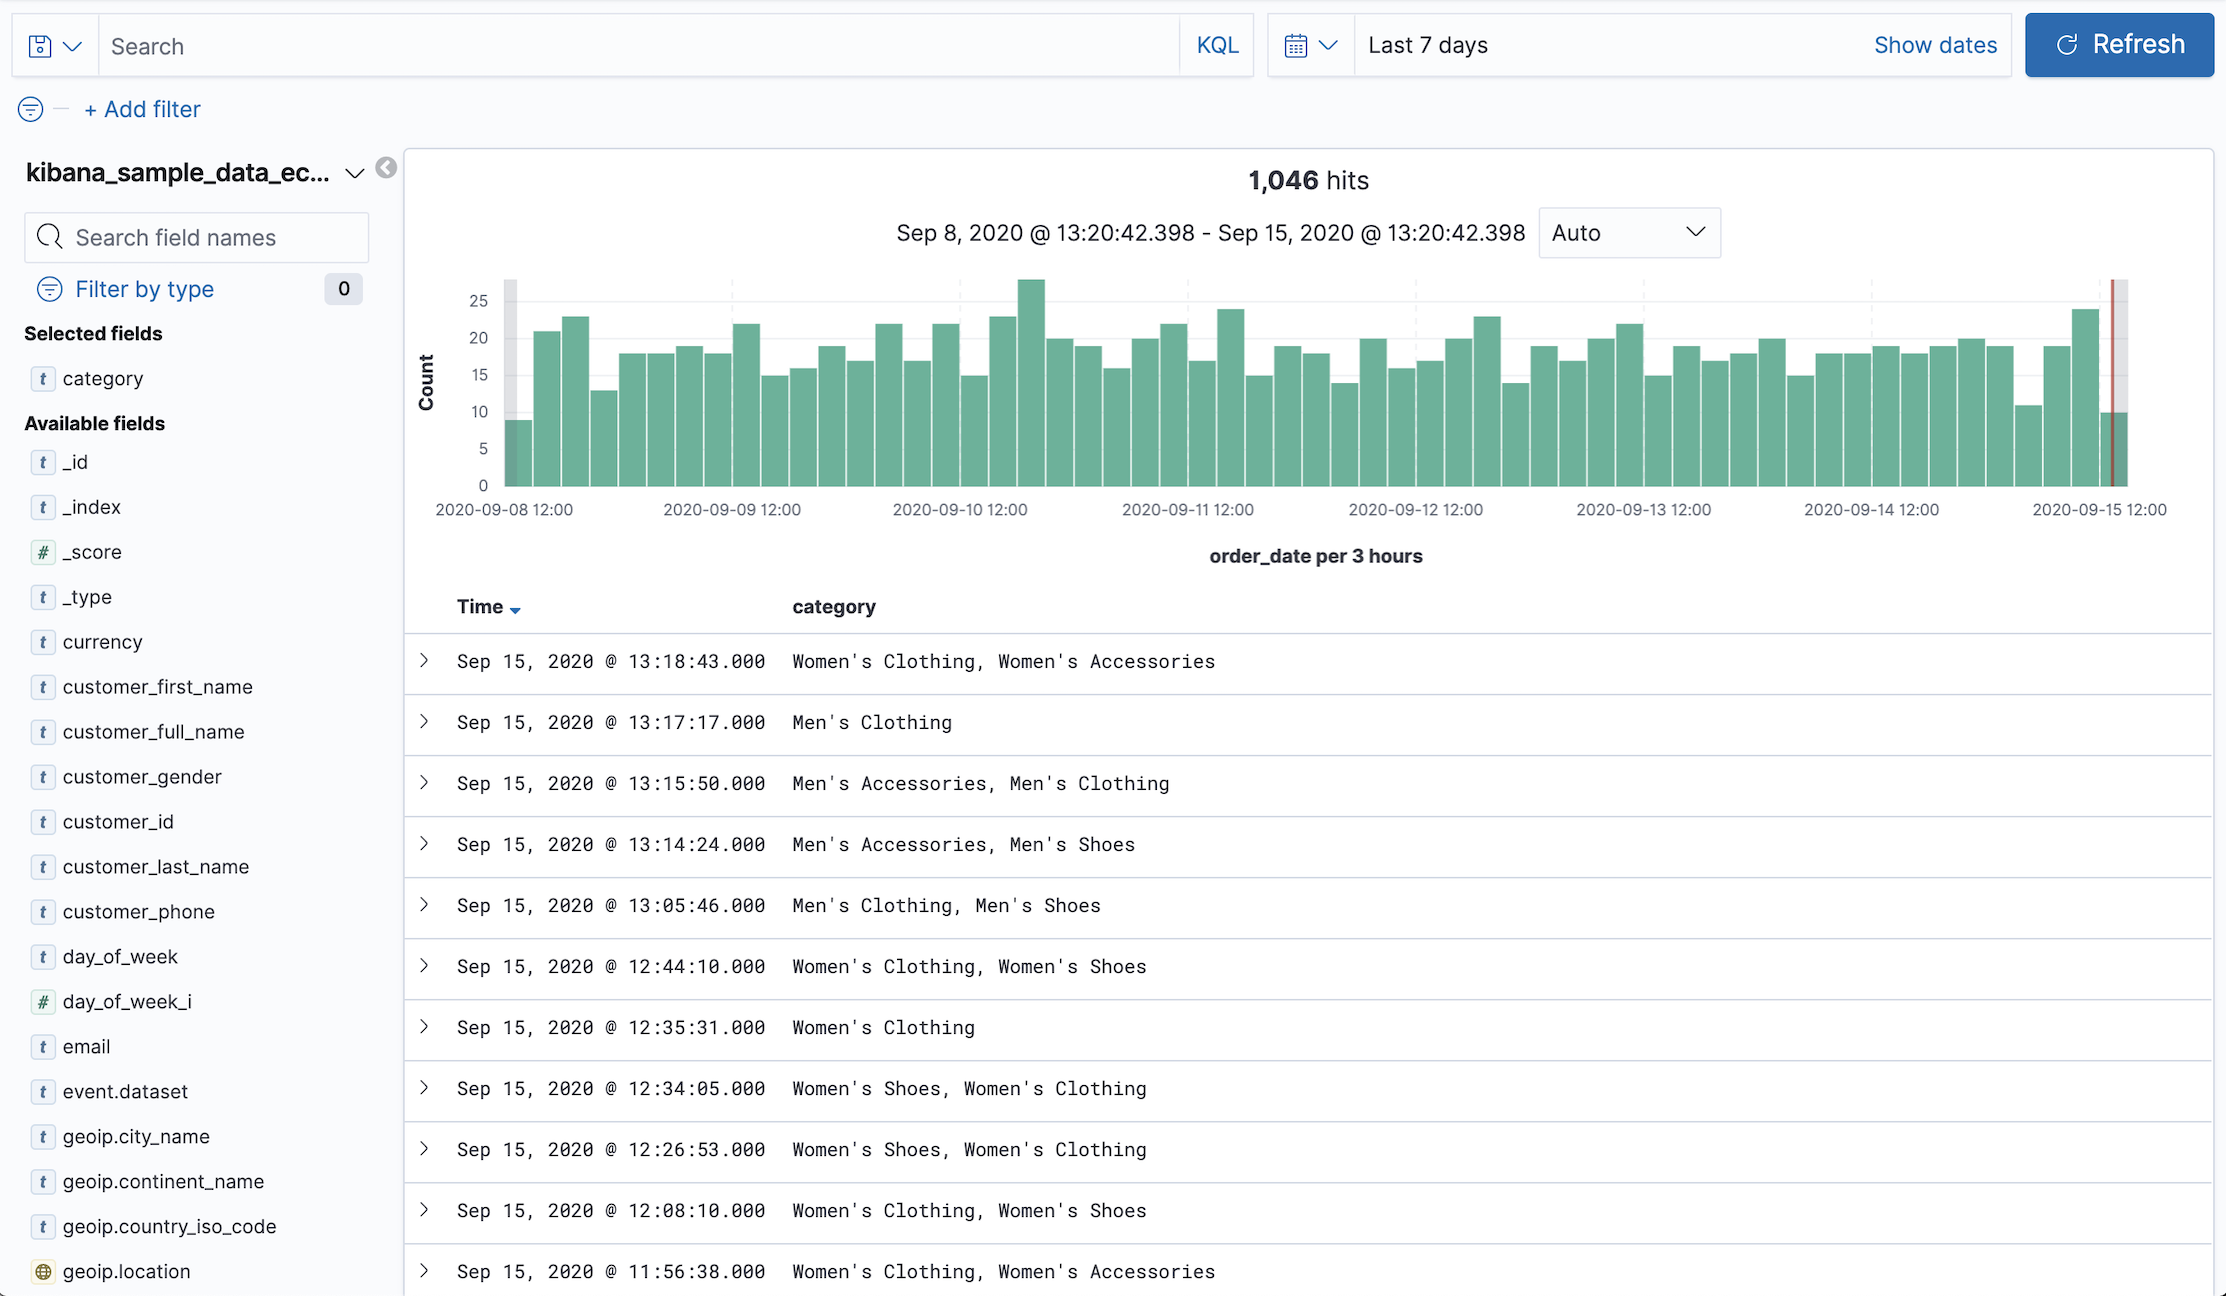 Search KQL Last 7 days Show dates Refresh
+ Add filter
kibana_sample_data_ec...
Search field names
Filter by type 0
Selected fields
t category
Available fields
t _id
t _index
# _score
t _type
t currency
t customer_first_name
t customer_full_name
t customer_gender
t customer_id
t customer_last_name
t customer_phone
t day_of_week
# day_of_week_i
t email
t event.dataset
t geoip.city_name
t geoip.continent_name
t geoip.country_iso_code
geoip.location
1,046 hits
Sep 8, 2020 @ 13:20:42.398 - Sep 15, 2020 @ 13:20:42.398 Auto
Count
25
20
15
10
5
0
2020-09-08 12:00 2020-09-09 12:00 2020-09-10 12:00 2020-09-11 12:00 2020-09-12 12:00 2020-09-13 12:00 2020-09-14 12:00 2020-09-15 12:00
order_date per 3 hours
Time category
Sep 15, 2020 @ 13:18:43.000 Women's Clothing, Women's Accessories
Sep 15, 2020 @ 13:17:17.000 Men's Clothing
Sep 15, 2020 @ 13:15:50.000 Men's Accessories, Men's Clothing
Sep 15, 2020 @ 13:14:24.000 Men's Accessories, Men's Shoes
Sep 15, 2020 @ 13:05:46.000 Men's Clothing, Men's Shoes
Sep 15, 2020 @ 12:44:10.000 Women's Clothing, Women's Shoes
Sep 15, 2020 @ 12:35:31.000 Women's Clothing
Sep 15, 2020 @ 12:34:05.000 Women's Shoes, Women's Clothing
Sep 15, 2020 @ 12:26:53.000 Women's Shoes, Women's Clothing
Sep 15, 2020 @ 12:08:10.000 Women's Clothing, Women's Shoes
Sep 15, 2020 @ 11:56:38.000 Women's Clothing, Women's Accessories